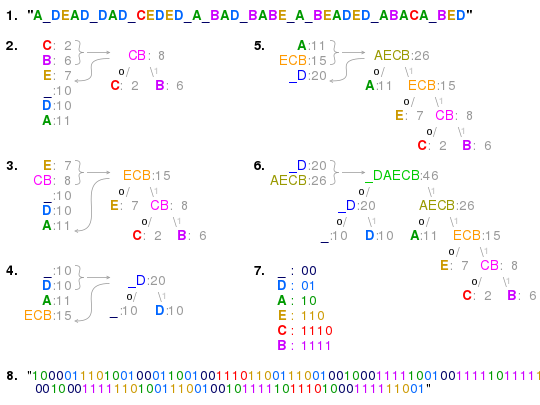 1. "A_DEAD_DAD_CEDED_A_BAD_BABE_A_BEADED_ABACA_BED"
2. C: 2
B: 6
E: 7
_:10
D:10
A:11
CB: 8
0/ \1
C: 2 B: 6
3. E: 7
CB: 8
_:10
D:10
A:11
ECB:15
0/ \1
E: 7 CB: 8
0/ \1
C: 2 B: 6
4. _:10
D:10
A:11
ECB:15
_D:20
0/ \1
_:10 D:10
5. A:11
ECB:15
_D:20
AECB:26
0/ \1
A:11 ECB:15
0/ \1
E: 7 CB: 8
0/ \1
C: 2 B: 6
6. _D:20
AECB:26
_DAECB:46
0/ \1
_D:20 AECB:26
0/ \1 0/ \1
_:10 D:10 A:11 ECB:15
0/ \1
E: 7 CB: 8
0/ \1
C: 2 B: 6
7. _ : 00
D : 01
A : 10
E : 110
C : 1110
B : 1111
8. "1000011101001000110010011101100111001001000111110010011111011111
0010001111110100111001001011111011101000111111001"